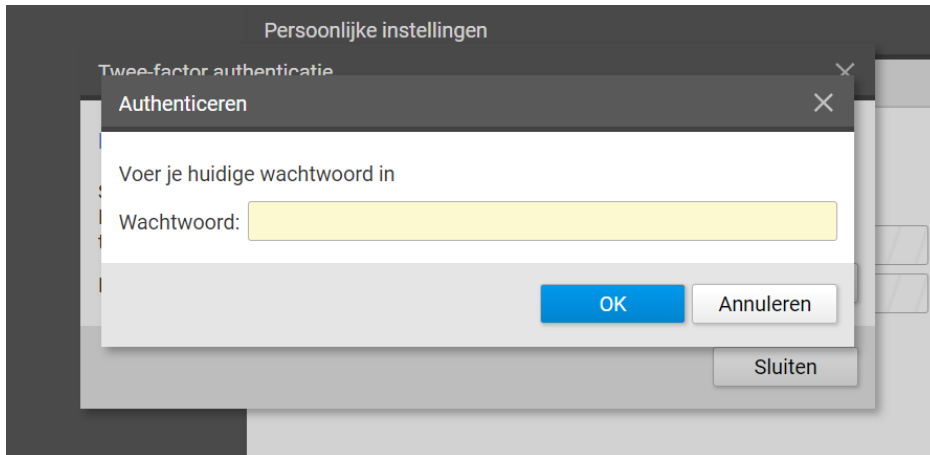 Persoonlijke instellingen
Twee-factor authenticatie
Authenticeren
Voer je huidige wachtwoord in
Wachtwoord:
OK
Annuleren
Sluiten